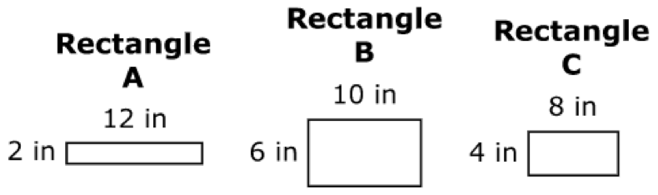 Rectangle
A
12 in
2 in
Rectangle
B
10 in
6 in
Rectangle
C
8 in
4 in